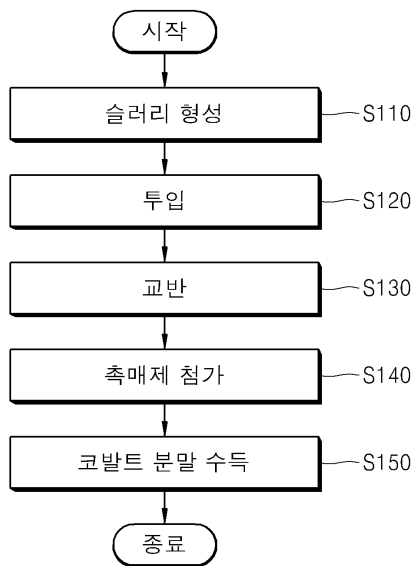 시작
슬러리 형성
S110
투입
S120
교반
S130
촉매제 첨가
S140
코발트 분말 수득
S150
종료